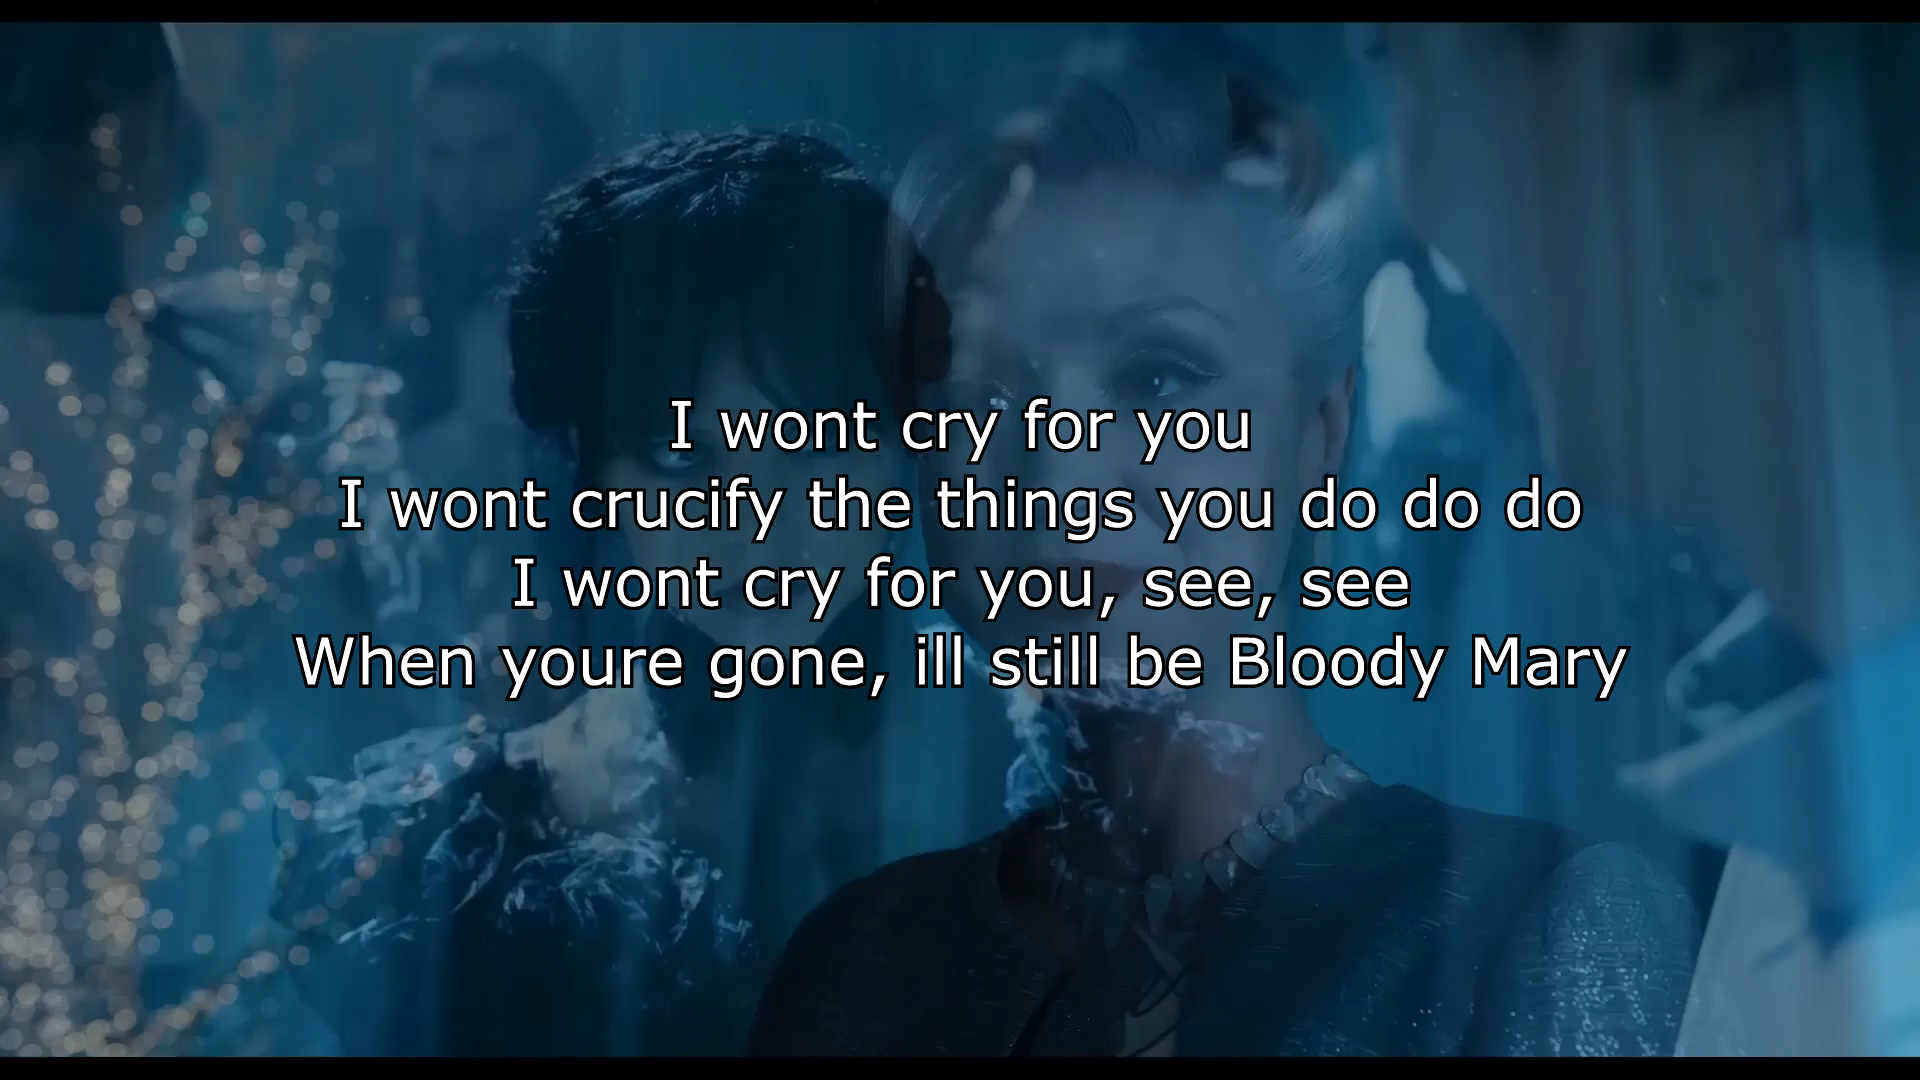 I wont cry for you
I wont crucify the things you do do do
I wont cry for you, see, see
When youre gone, ill still be Bloody Mary